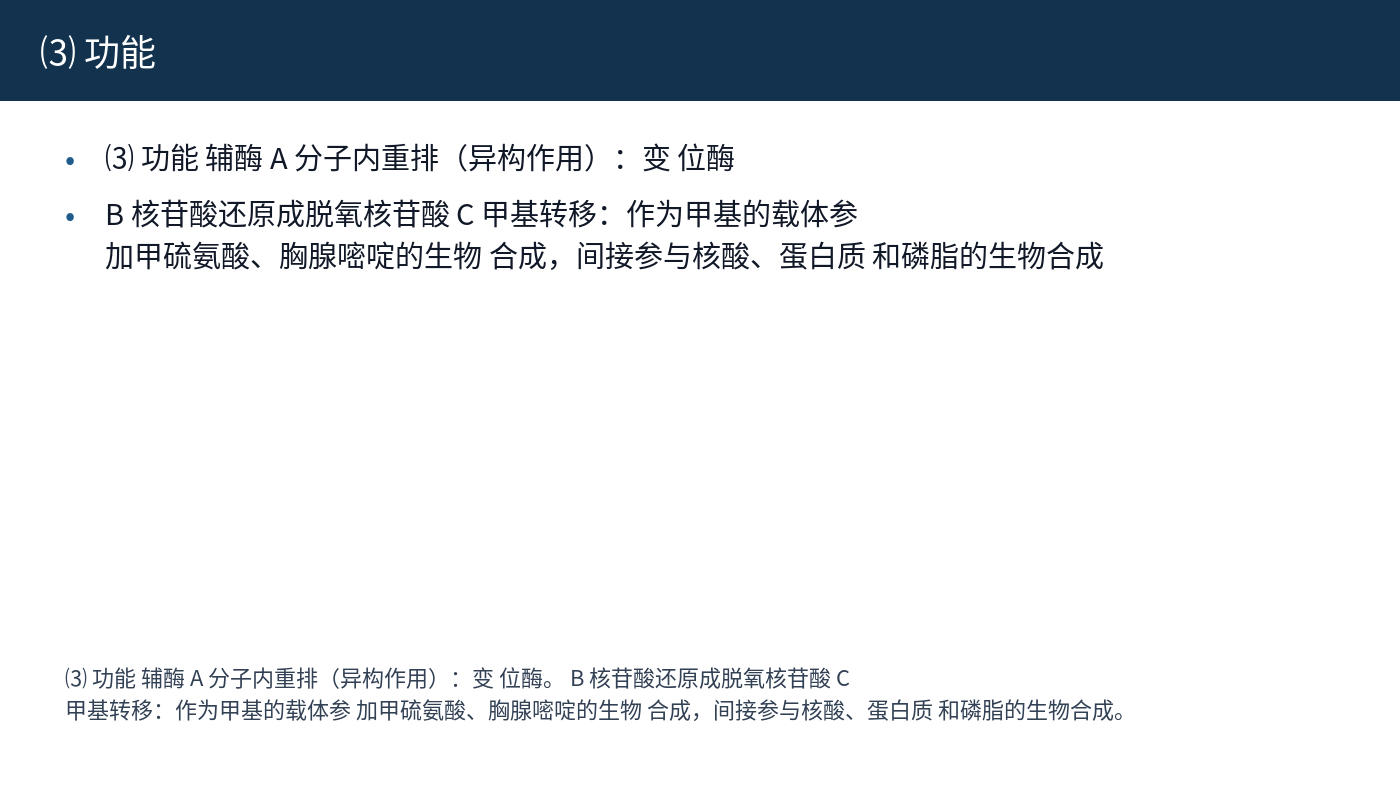 ⑶ 功能
• ⑶ 功能 辅酶 A 分子内重排（异构作用）：变 位酶
• B 核苷酸还原成脱氧核苷酸 C 甲基转移：作为甲基的载体参
加甲硫氨酸、胸腺嘧啶的生物 合成，间接参与核酸、蛋白质 和磷脂的生物合成
⑶ 功能 辅酶 A 分子内重排（异构作用）：变 位酶。 B 核苷酸还原成脱氧核苷酸 C
甲基转移：作为甲基的载体参 加甲硫氨酸、胸腺嘧啶的生物 合成，间接参与核酸、蛋白质 和磷脂的生物合成。